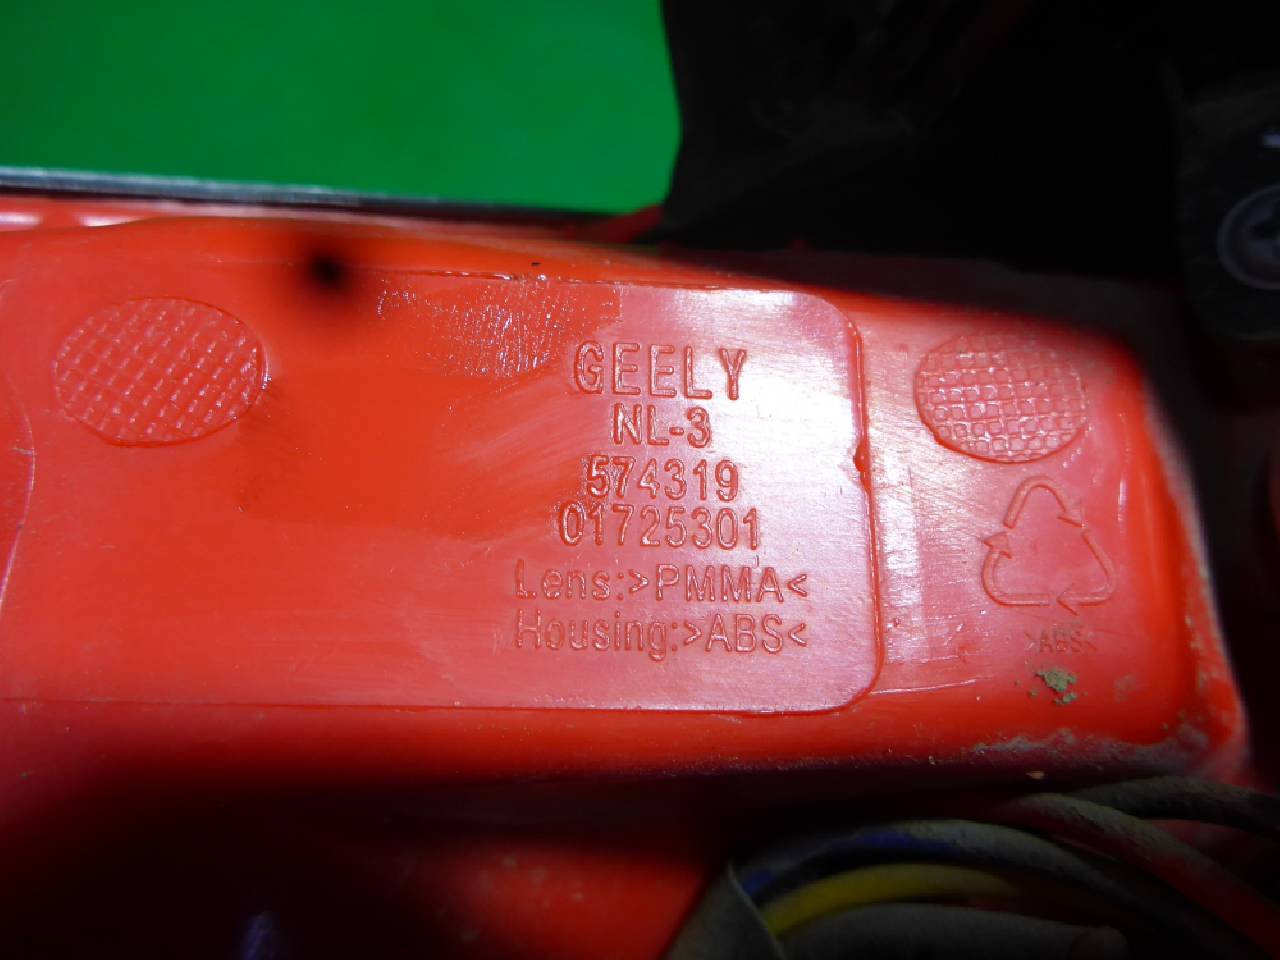 GEELY
NL-3
574319
01725301
Lens:>PMMA<
Housing:>ABS<
>ABS<